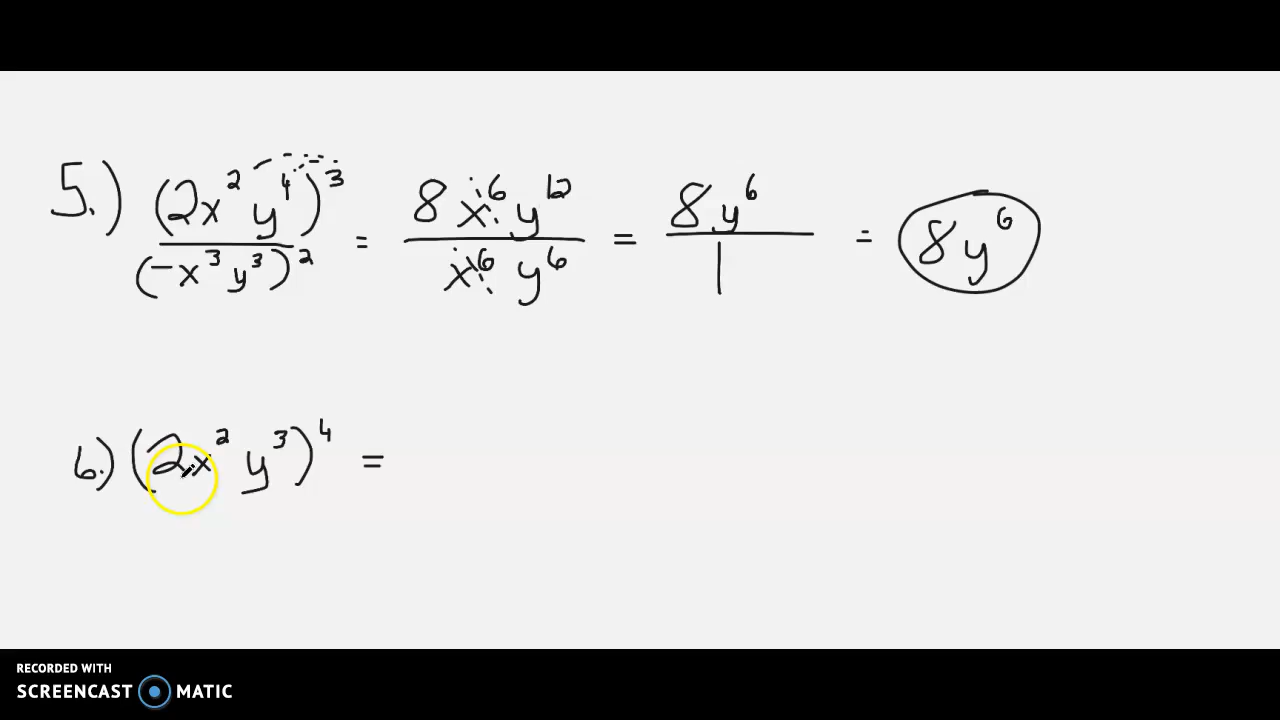 5.) (2x² y⁴)³ / (-x³ y³)² = 8x⁶ y¹² / x⁶ y⁶ = 8y⁶ / 1 = 8y⁶
6.) (2x² y³)⁴ =
RECORDED WITH
SCREENCAST MATIC